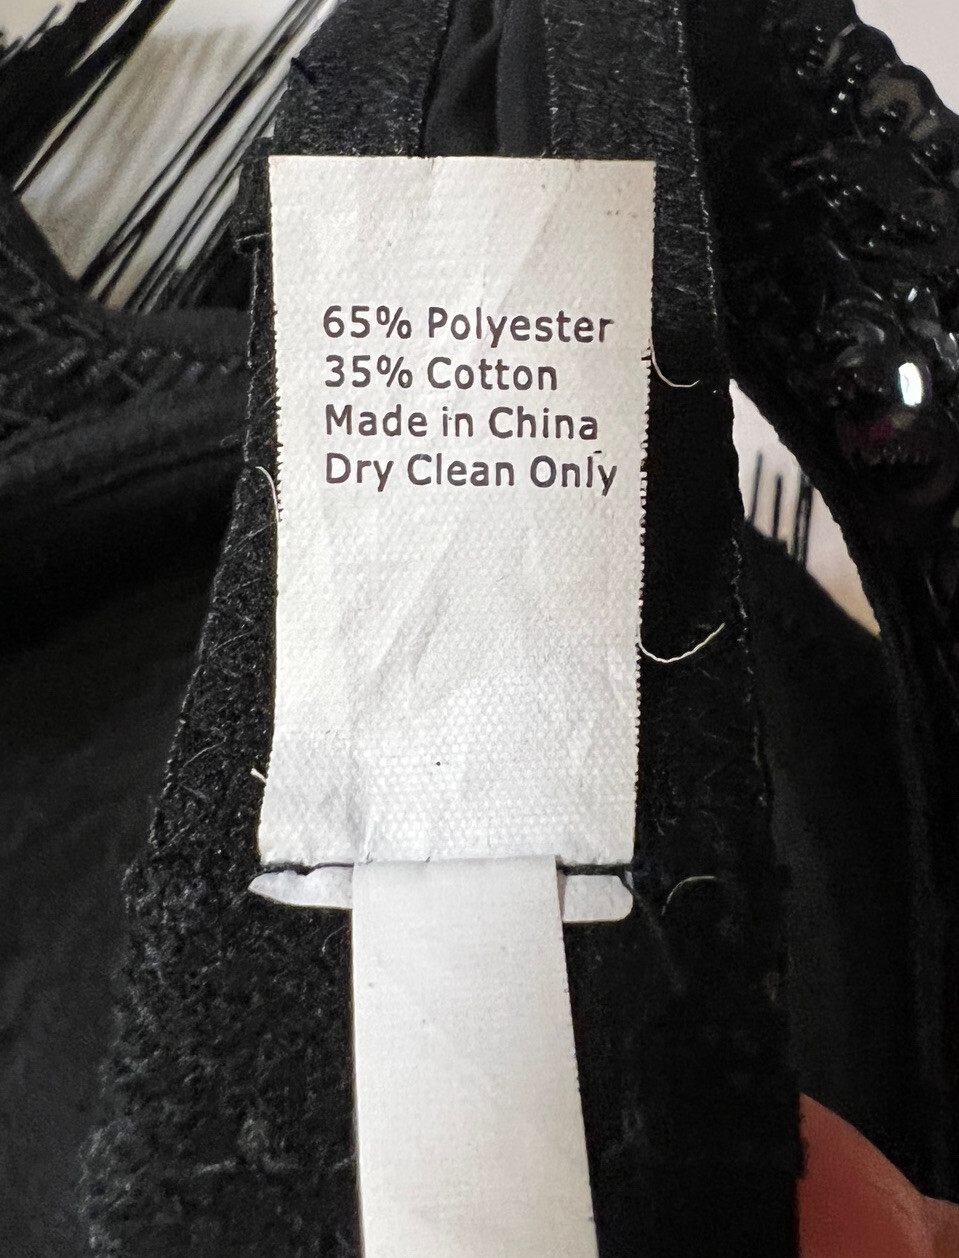 65% Polyester
35% Cotton
Made in China
Dry Clean Only